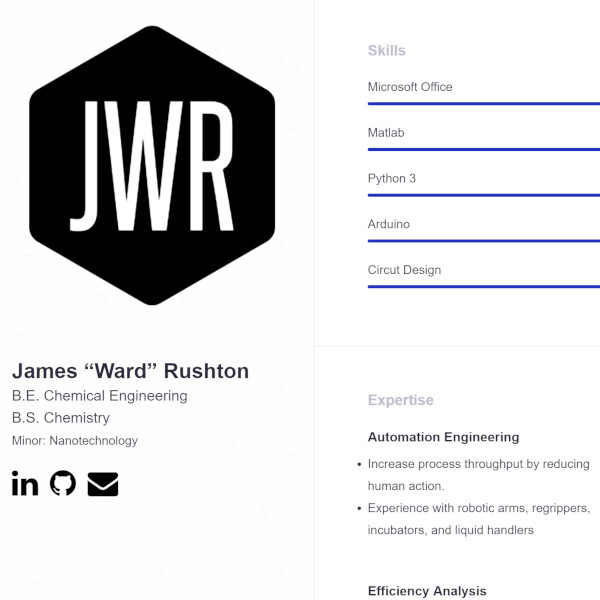 JWR
James “Ward” Rushton
B.E. Chemical Engineering
B.S. Chemistry
Minor: Nanotechnology
in
Skills
Microsoft Office
Matlab
Python 3
Arduino
Circut Design
Expertise
Automation Engineering
• Increase process throughput by reducing
human action.
• Experience with robotic arms, regrippers,
incubators, and liquid handlers
Efficiency Analysis